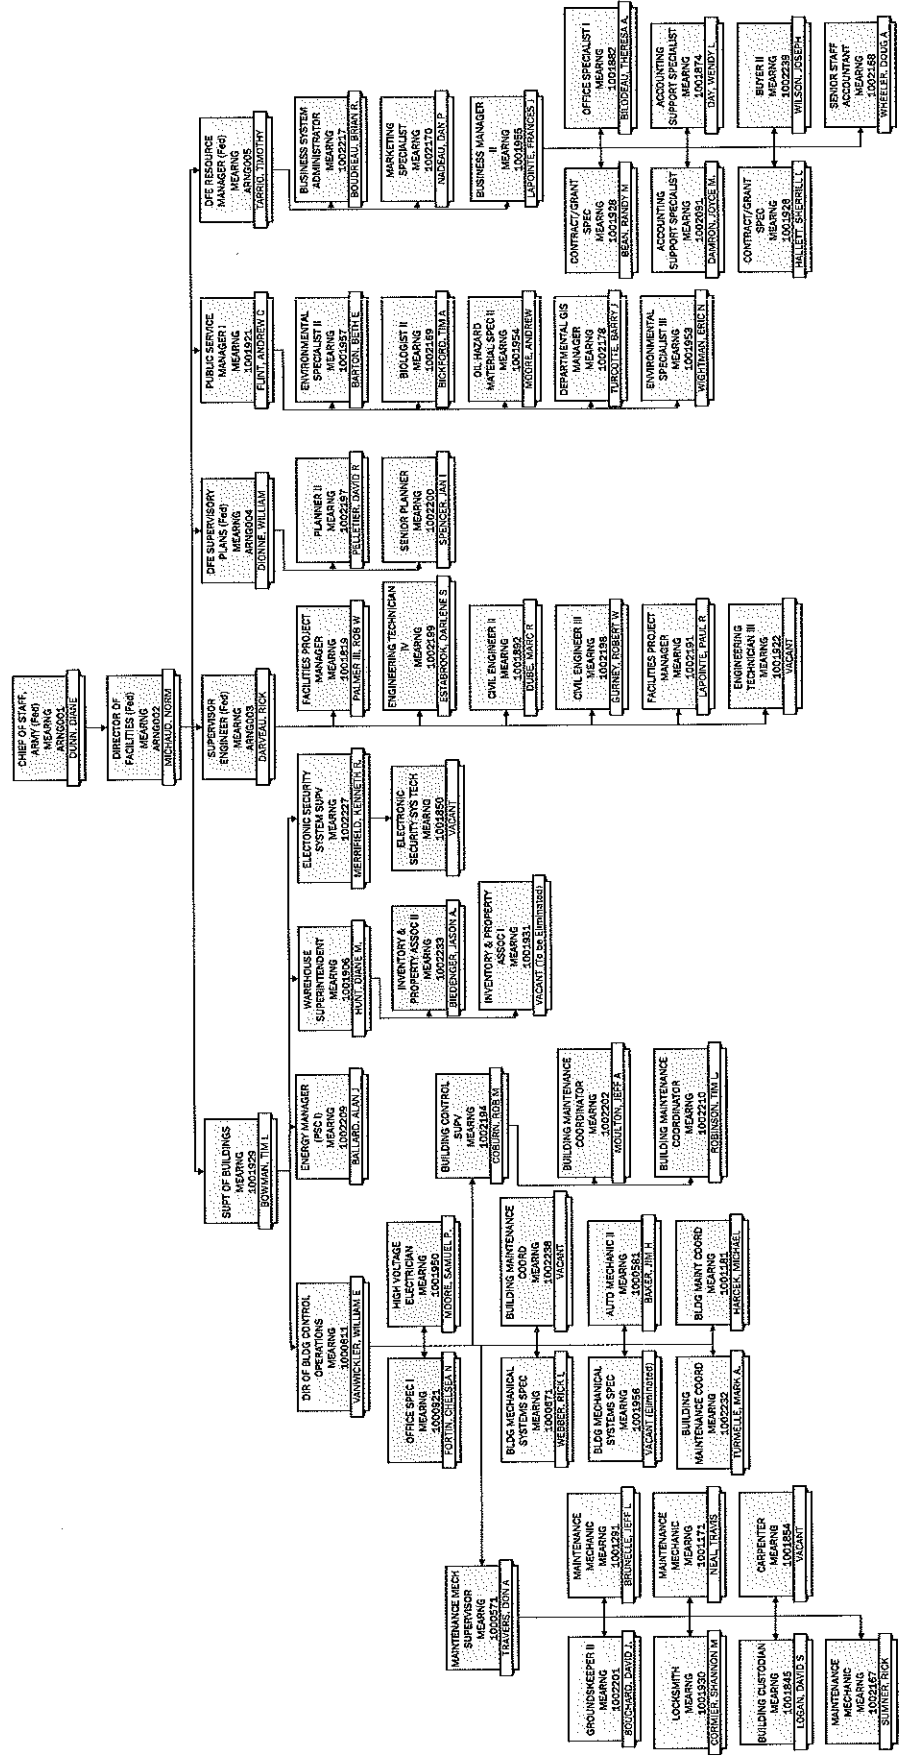 CHIEF OF STAFF,
ARMY (Fed)
MEARNG
ARNG001
DUNN, DIANE
DIRECTOR OF
FACILITIES (Fed)
MEARNG
ARNG002
MICHAUD, NORM
SUPT OF BUILDINGS
MEARNG
1001929
BOWMAN, TIM L
SUPERVISOR
ENGINEER (Fed)
MEARNG
ARNG003
DARVEAU, RICK
DFE SUPERVISORY
PLANS (Fed)
MEARNG
ARNG004
DIONNE, WILLIAM
PUBLIC SERVICE
MANAGER I
MEARNG
1001921
FLINT, ANDREW C
DFE RESOURCE
MANAGER (Fed)
MEARNG
ARNG005
TARRIO, TIMOTHY
DIR OF BLDG CONTROL
OPERATIONS
MEARNG
1000611
VANWICKLER, WILLIAM E
ENERGY MANAGER
(PSC I)
MEARNG
1002209
BALLARD, ALAN J
WAREHOUSE
SUPERINTENDENT
MEARNG
1001906
HUNT, DIANE M.
ELECTONIC SECURITY
SYSTEM SUPV
MEARNG
1002227
MERRIFIELD, KENNETH R.
FACILITIES PROJECT
MANAGER
MEARNG
1001819
PALMER III, ROB W
PLANNER II
MEARNG
1002197
PELLETIER, DAVID R
ENVIRONMENTAL
SPECIALIST II
MEARNG
1001957
BARTON, BETH E
BUSINESS SYSTEM
ADMINISTRATOR
MEARNG
1002217
BOUDREAU, BRIAN R.
OFFICE SPEC I
MEARNG
1000921
FORTIN, CHELSEA N
HIGH VOLTAGE
ELECTRICIAN
MEARNG
1001950
MOORE, SAMUEL P.
INVENTORY &
PROPERTY ASSOC II
MEARNG
1002233
BIEDENGER, JASON A.
ELECTRONIC
SECURITY SYS TECH
MEARNG
1001850
VACANT
ENGINEERING TECHNICIAN
IV
MEARNG
1002199
ESTABROOK, DARLENE S
SENIOR PLANNER
MEARNG
1002200
SPENCER, JAN I
BIOLOGIST II
MEARNG
1002169
BICKFORD, TIM A
MARKETING
SPECIALIST
MEARNG
1002170
NADEAU, DAN P.
MAINTENANCE MECH
SUPERVISOR
MEARNG
1000571
TRAVERS, DON A
BUILDING CONTROL
SUPV
MEARNG
1002194
COBURN, ROB M
INVENTORY & PROPERTY
ASSOC I
MEARNG
1001931
VACANT (To be Eliminated)
CIVIL ENGINEER II
MEARNG
1001892
DUBE, MARC R
OIL HAZARD
MATERIAL SPEC II
MEARNG
1001954
MOORE, ANDREW
BUSINESS MANAGER
II
MEARNG
1001955
LAPOINTE, FRANCES J
BLDG MECHANICAL
SYSTEMS SPEC
MEARNG
1000671
WEBBER, RICK L
BUILDING MAINTENANCE
COORD
MEARNG
1002238
VACANT
GROUNDSKEEPER II
MEARNG
1002201
BOUCHARD, DAVID J.
MAINTENANCE
MECHANIC
MEARNG
1001291
BRUNELLE, JEFF L
BUILDING MAINTENANCE
COORDINATOR
MEARNG
1002202
MOULTON, JEFF A
CIVIL ENGINEER III
MEARNG
1002198
GURNEY, ROBERT W
DEPARTMENTAL GIS
MANAGER
MEARNG
1002178
TURCOTTE, BARRY J
CONTRACT/GRANT
SPEC
MEARNG
1001928
BEAN, RANDY M
OFFICE SPECIALIST I
MEARNG
1001882
BILODEAU, THERESA A.
BLDG MECHANICAL
SYSTEMS SPEC
MEARNG
1001956
VACANT (Eliminated)
AUTO MECHANIC II
MEARNG
1000581
BAKER, JIM H
LOCKSMITH
MEARNG
1001930
CORMIER, SHANNON M
MAINTENANCE
MECHANIC
MEARNG
1001171
NEAL, TRAVIS
BUILDING MAINTENANCE
COORDINATOR
MEARNG
1002210
ROBINSON, TIM L
FACILITIES PROJECT
MANAGER
MEARNG
1002191
LAPOINTE, PAUL R
ENVIRONMENTAL
SPECIALIST III
MEARNG
1001953
WIGHTMAN, ERIC N
ACCOUNTING
SUPPORT SPECIALIST
MEARNG
1002091
DAMRON, JOYCE M.
ACCOUNTING
SUPPORT SPECIALIST
MEARNG
1001874
DAY, WENDY L
BUILDING
MAINTENANCE COORD
MEARNG
1002232
TURMELLE, MARK A.
BLDG MAINT COORD
MEARNG
1001181
HARCEK, MICHAEL
BUILDING CUSTODIAN
MEARNG
1001845
LOGAN, DAVID S
CARPENTER
MEARNG
1001854
VACANT
ENGINEERING
TECHNICIAN III
MEARNG
1001922
VACANT
CONTRACT/GRANT
SPEC
MEARNG
1001926
HALLETT, SHERRILL L
BUYER II
MEARNG
1002239
WILSON, JOSEPH
MAINTENANCE
MECHANIC
MEARNG
1002167
SUMNER, RICK
SENIOR STAFF
ACCOUNTANT
MEARNG
1002168
WHEELER, DOUG A